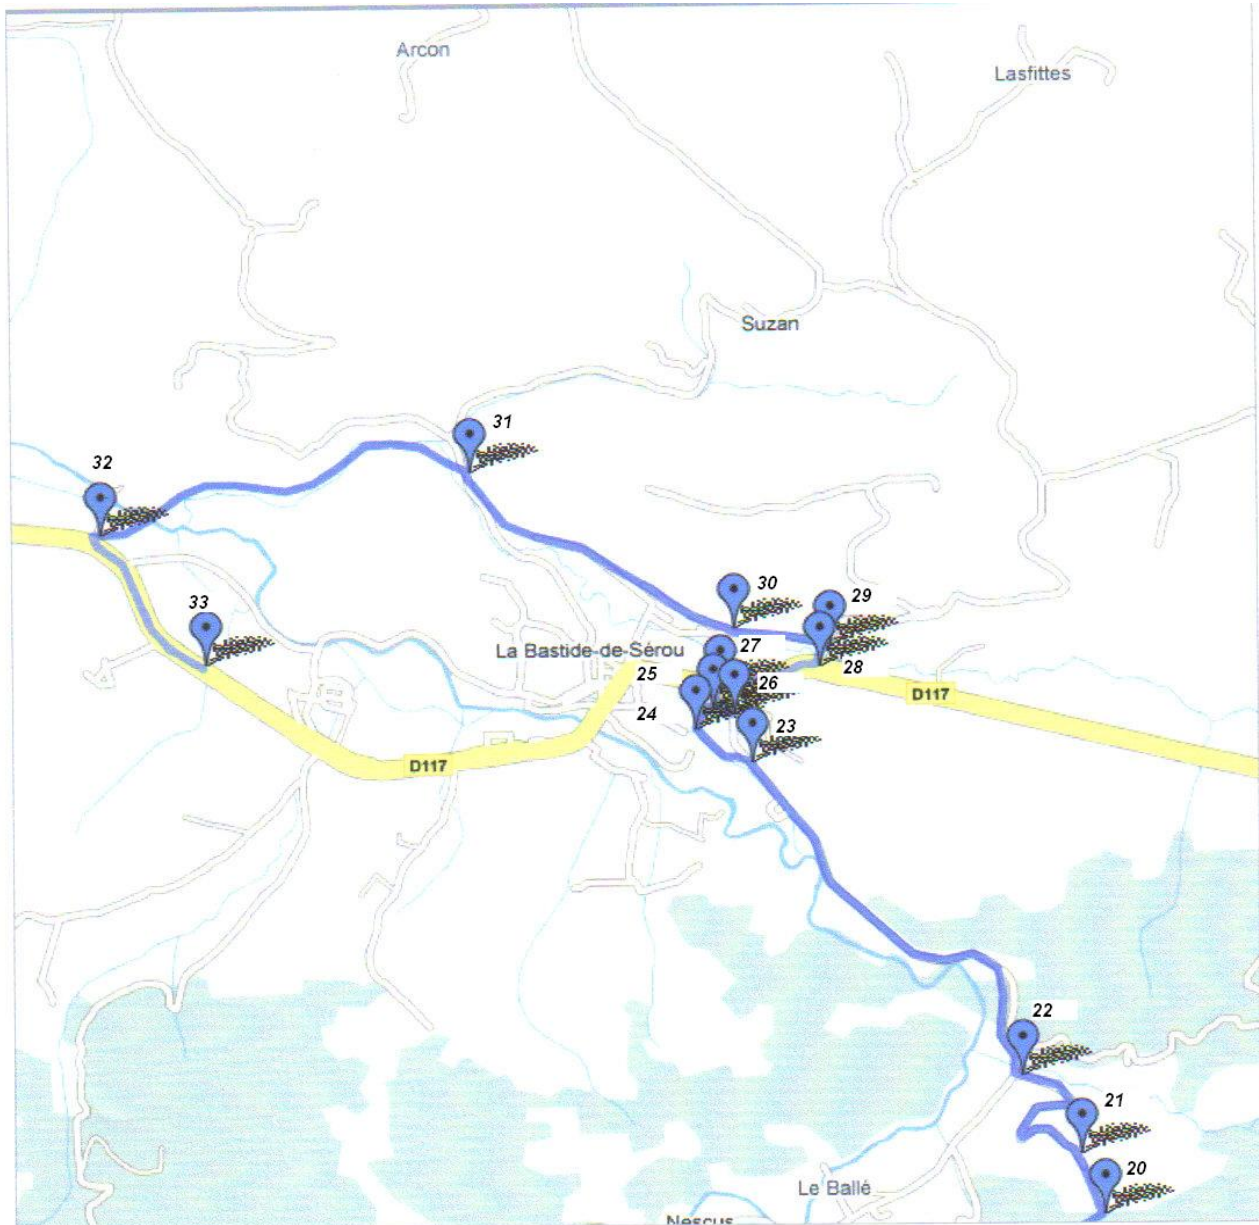 Arcon
Lasfittes
Suzan
31
32
30
29
33
27
La Bastide-de-Sérou
25
28
26
D117
24
23
D117
22
21
20
Le Ballé
Nescus